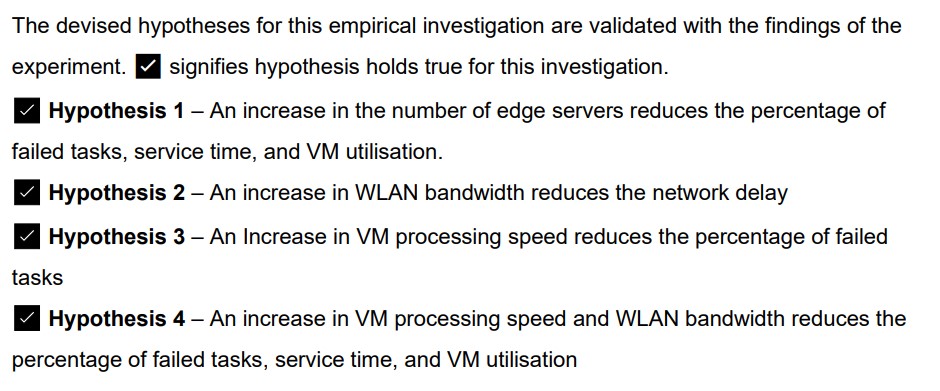 The devised hypotheses for this empirical investigation are validated with the findings of the
experiment. ✓ signifies hypothesis holds true for this investigation.
✓ Hypothesis 1 – An increase in the number of edge servers reduces the percentage of
failed tasks, service time, and VM utilisation.
✓ Hypothesis 2 – An increase in WLAN bandwidth reduces the network delay
✓ Hypothesis 3 – An Increase in VM processing speed reduces the percentage of failed
tasks
✓ Hypothesis 4 – An increase in VM processing speed and WLAN bandwidth reduces the
percentage of failed tasks, service time, and VM utilisation